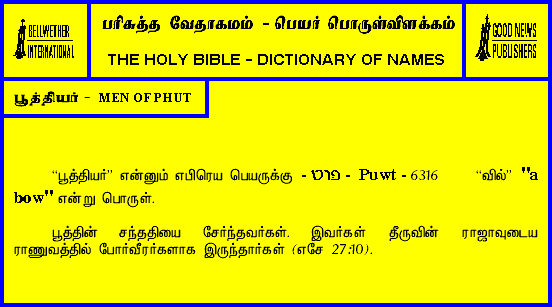 BELLWETHER
INTERNATIONAL
பரிசுத்த வேதாகமம் - பெயர் பொருள்விளக்கம்
THE HOLY BIBLE - DICTIONARY OF NAMES
GOOD NEWS
PUBLISHERS
பூத்தியர் - MEN OF PHUT
“பூத்தியர்” என்னும் எபிரெய பெயருக்கு - פוט - Puwt - 6316 “வில்” "a
bow" என்று பொருள்.
பூத்தின் சந்ததியை சேர்ந்தவர்கள். இவர்கள் தீருவின் ராஜாவுடைய
ராணுவத்தில் போர்வீரர்களாக இருந்தார்கள் (எசே 27:10).